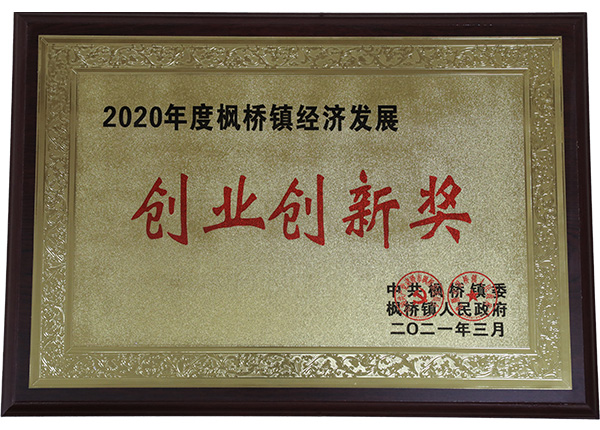 2020年度枫桥镇经济发展
创业创新奖
中共枫桥镇委
枫桥镇人民政府
二〇二一年三月